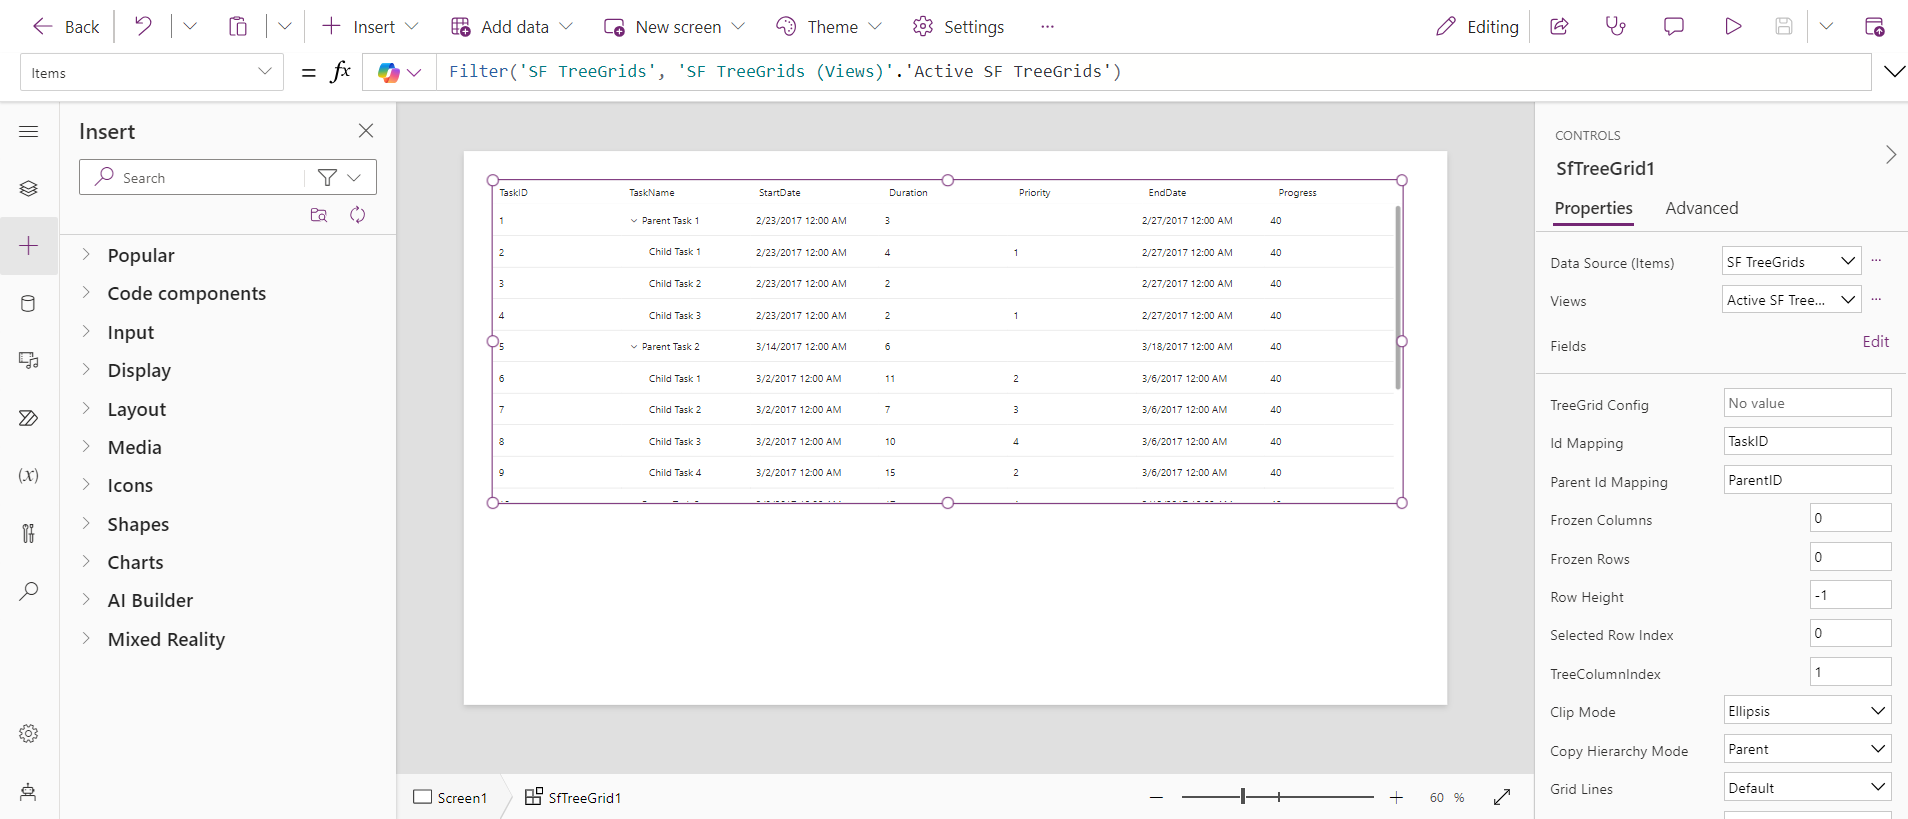 Back Insert Add data New screen Theme Settings ··· Editing
Items = fx Filter('SF TreeGrids', 'SF TreeGrids (Views)'.'Active SF TreeGrids')
Insert
Search
Popular
Code components
Input
Display
Layout
Media
Icons
Shapes
Charts
AI Builder
Mixed Reality
(x)
TaskID TaskName StartDate Duration Priority EndDate Progress
1 Parent Task 1 2/23/2017 12:00 AM 3 2/27/2017 12:00 AM 40
2 Child Task 1 2/23/2017 12:00 AM 4 1 2/27/2017 12:00 AM 40
3 Child Task 2 2/23/2017 12:00 AM 2 2/27/2017 12:00 AM 40
4 Child Task 3 2/23/2017 12:00 AM 2 1 2/27/2017 12:00 AM 40
5 Parent Task 2 3/14/2017 12:00 AM 6 3/18/2017 12:00 AM 40
6 Child Task 1 3/2/2017 12:00 AM 11 2 3/6/2017 12:00 AM 40
7 Child Task 2 3/2/2017 12:00 AM 7 3 3/6/2017 12:00 AM 40
8 Child Task 3 3/2/2017 12:00 AM 10 4 3/6/2017 12:00 AM 40
9 Child Task 4 3/2/2017 12:00 AM 15 2 3/6/2017 12:00 AM 40
Screen1 SfTreeGrid1 60 %
CONTROLS
SfTreeGrid1
Properties Advanced
Data Source (Items) SF TreeGrids ···
Views Active SF Tree... ···
Fields Edit
TreeGrid Config No value
Id Mapping TaskID
Parent Id Mapping ParentID
Frozen Columns 0
Frozen Rows 0
Row Height -1
Selected Row Index 0
TreeColumnIndex 1
Clip Mode Ellipsis
Copy Hierarchy Mode Parent
Grid Lines Default